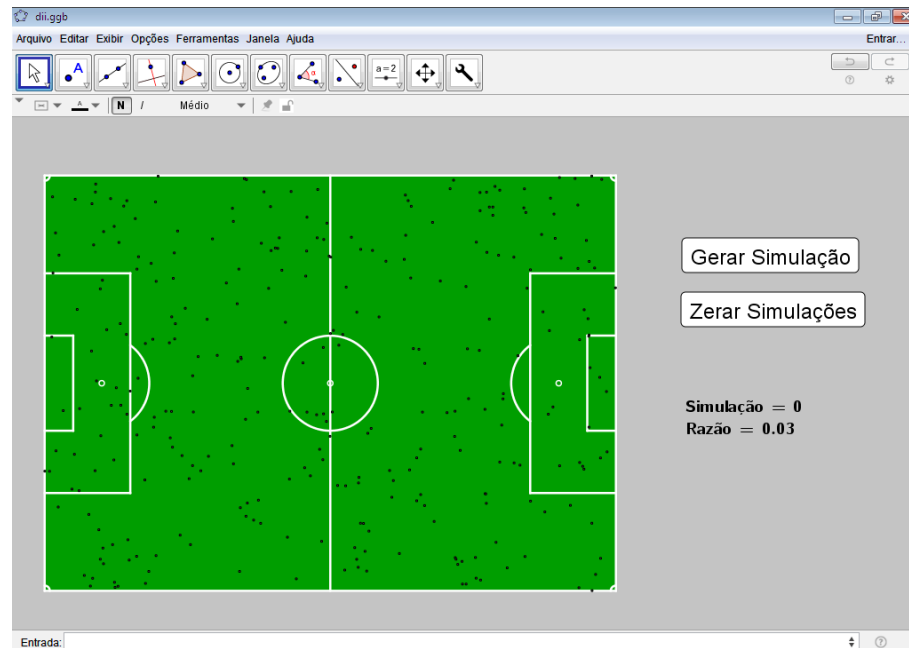 dii.ggb
Arquivo Editar Exibir Opções Ferramentas Janela Ajuda
Entrar...
A
α
a=2
A
N
I
Médio
Gerar Simulação
Zerar Simulações
Simulação = 0
Razão = 0.03
Entrada: